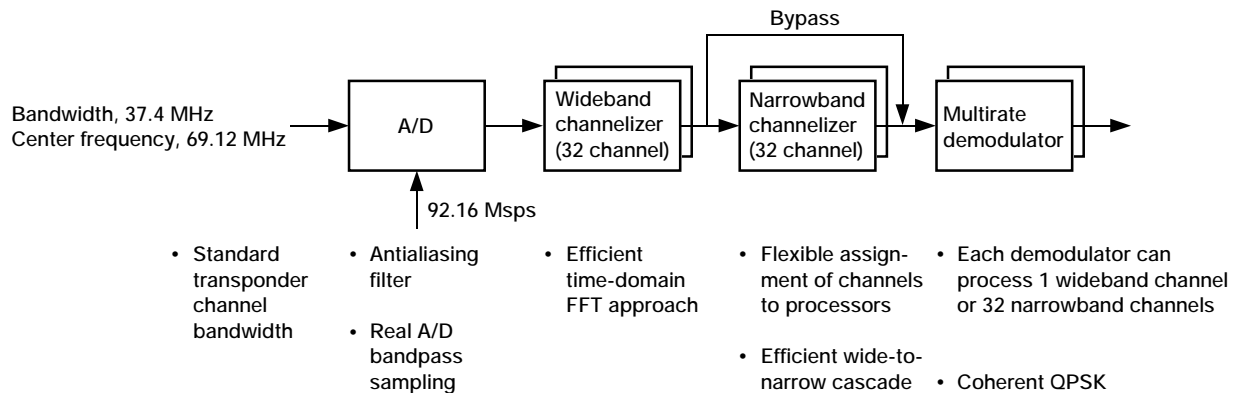 Bypass
Bandwidth, 37.4 MHz
Center frequency, 69.12 MHz
A/D
Wideband
channelizer
(32 channel)
Narrowband
channelizer
(32 channel)
Multirate
demodulator
92.16 Msps
• Standard
transponder
channel
bandwidth
• Antialiasing
filter
• Real A/D
bandpass
sampling
• Efficient
time-domain
FFT approach
• Flexible assign-
ment of channels
to processors
• Efficient wide-to-
narrow cascade
• Each demodulator can
process 1 wideband channel
or 32 narrowband channels
• Coherent QPSK